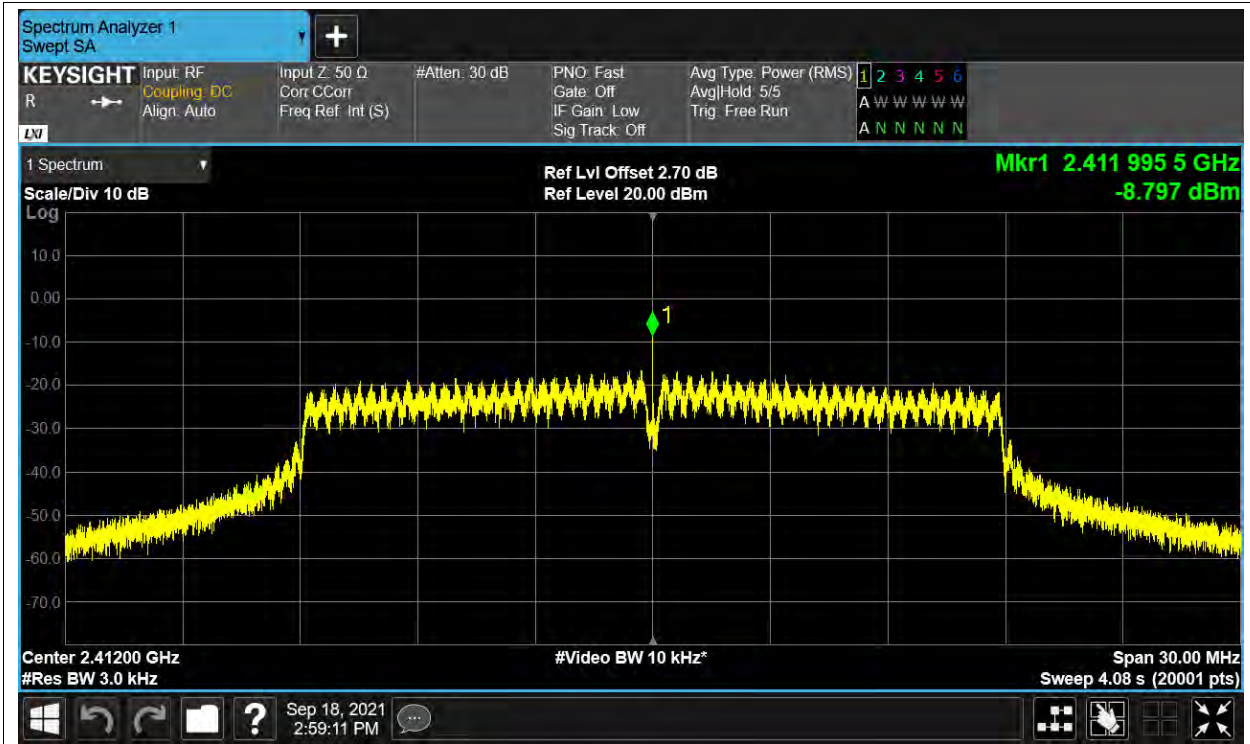 Spectrum Analyzer 1
Swept SA
+
KEYSIGHT Input: RF Input Z: 50 Ω #Atten: 30 dB PNO: Fast Avg Type: Power (RMS) 1 2 3 4 5 6
R Coupling: DC Corr CCorr Gate: Off Avg|Hold: 5/5 A W W W W W
Align: Auto Freq Ref: Int (S) IF Gain: Low Trig: Free Run
LXI Sig Track: Off A N N N N N
1 Spectrum Ref Lvl Offset 2.70 dB Mkr1 2.411 995 5 GHz
Scale/Div 10 dB Ref Level 20.00 dBm -8.797 dBm
Log
10.0
0.00
1
-10.0
-20.0
-30.0
-40.0
-50.0
-60.0
-70.0
Center 2.41200 GHz #Video BW 10 kHz* Span 30.00 MHz
#Res BW 3.0 kHz Sweep 4.08 s (20001 pts)
? Sep 18, 2021
2:59:11 PM